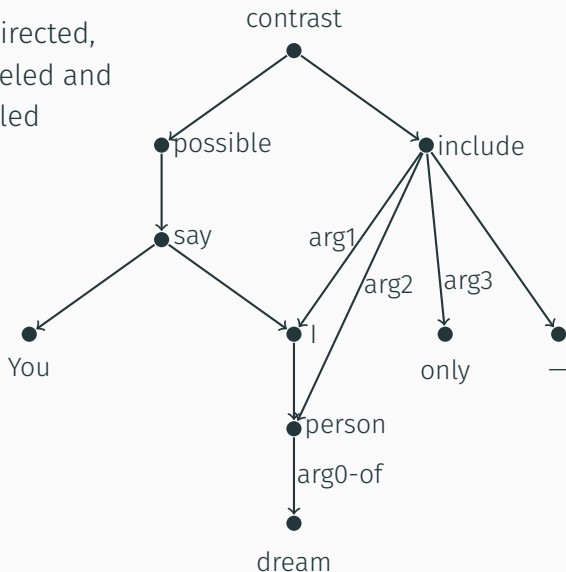 irected,
eled and
led
contrast
possible
include
say
arg1
arg2
arg3
You
I
only
—
person
arg0-of
dream